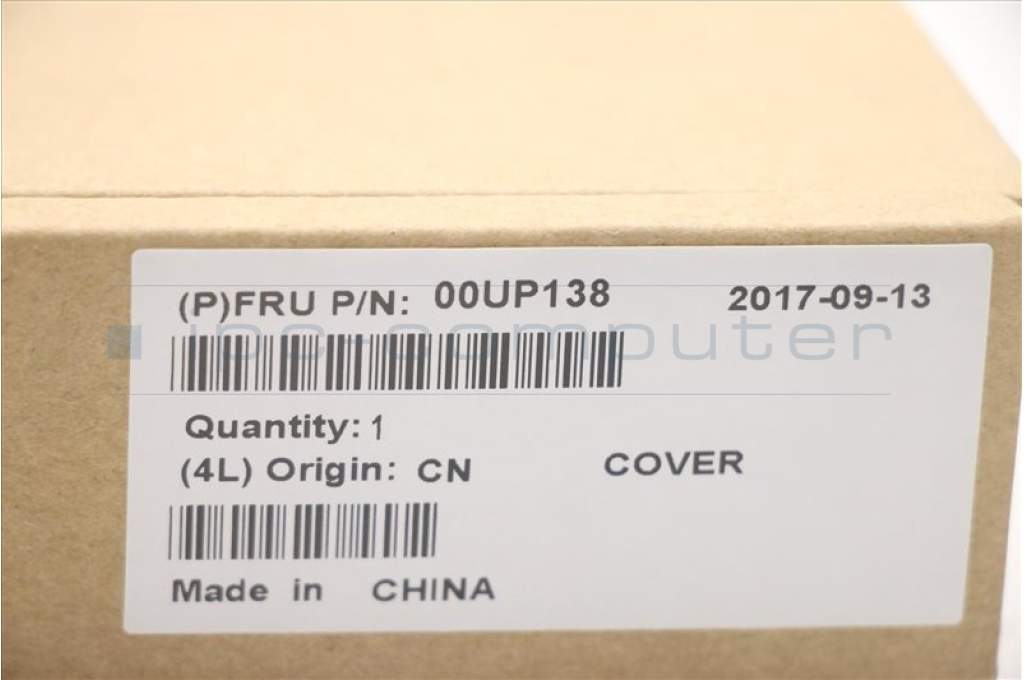 (P)FRU P/N: 00UP138 2017-09-13
ipc-computer
Quantity: 1
(4L) Origin: CN COVER
Made in CHINA